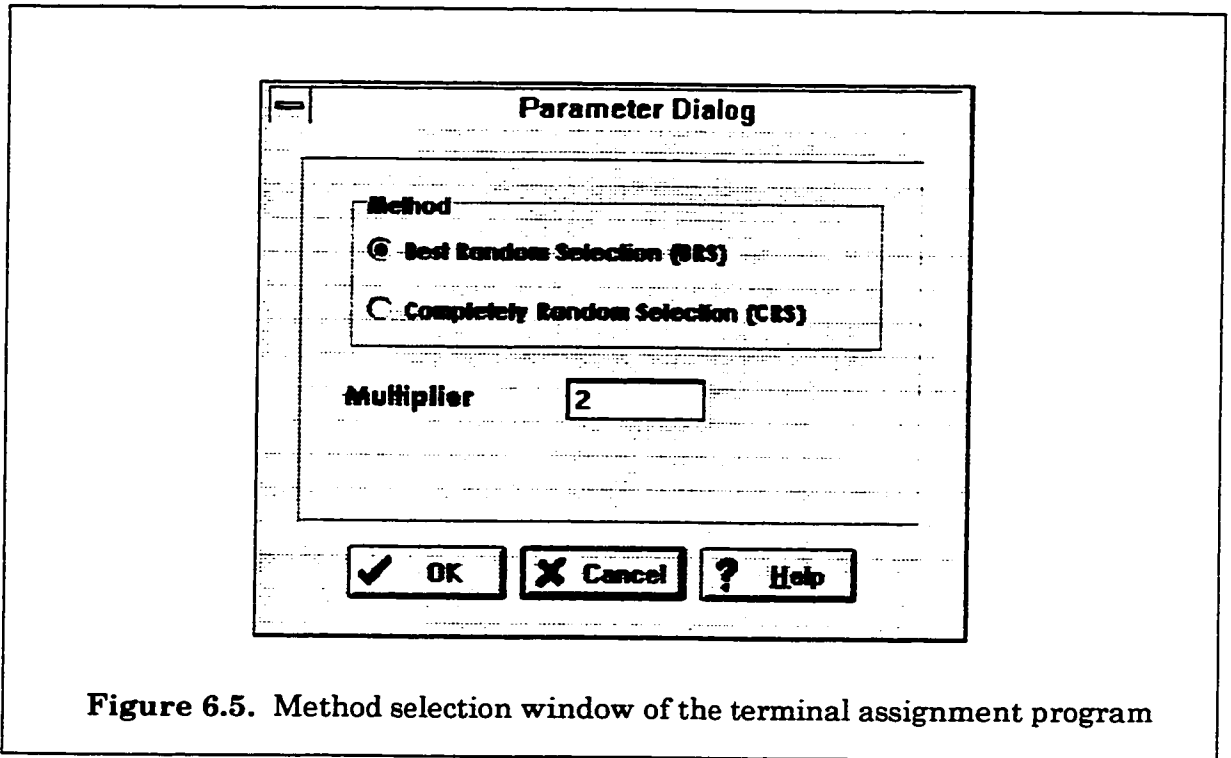 Parameter Dialog
Method
Best Random Selection (BRS)
Completely Random Selection (CRS)
Multiplier
2
OK
Cancel
? Help
Figure 6.5. Method selection window of the terminal assignment program